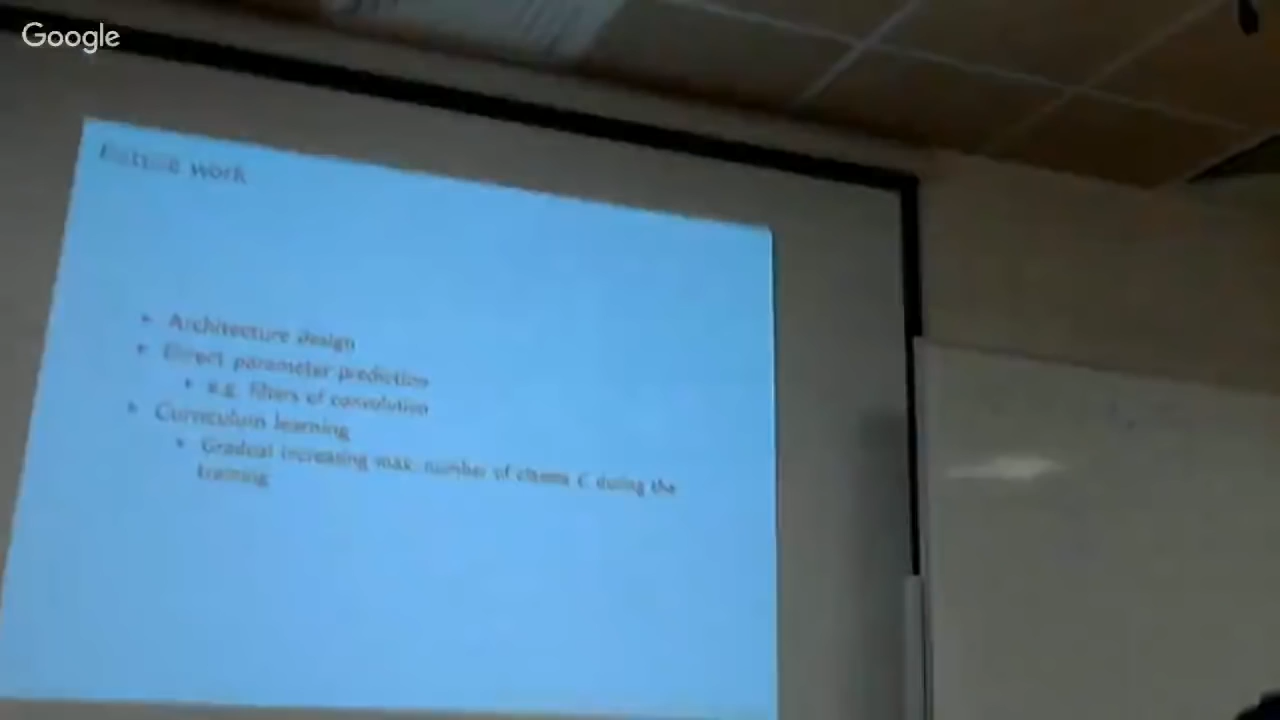 Google
Future work
Architecture design
Direct parameter prediction
e.g. filters of convolution
Curriculum learning
Gradual increasing max number of C during the
training